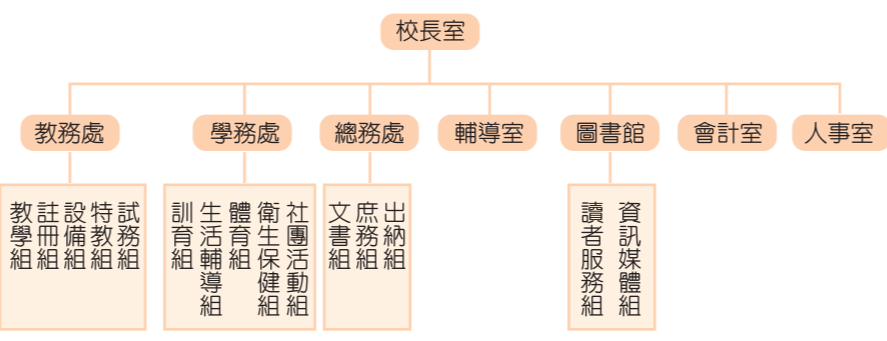 校長室
教務處
學務處
總務處
輔導室
圖書館
會計室
人事室
教學組
註冊組
設備組
特教組
試務組
訓育組
生活輔導組
體育組
衛生保健組
社團活動組
文書組
庶務組
出納組
讀者服務組
資訊媒體組